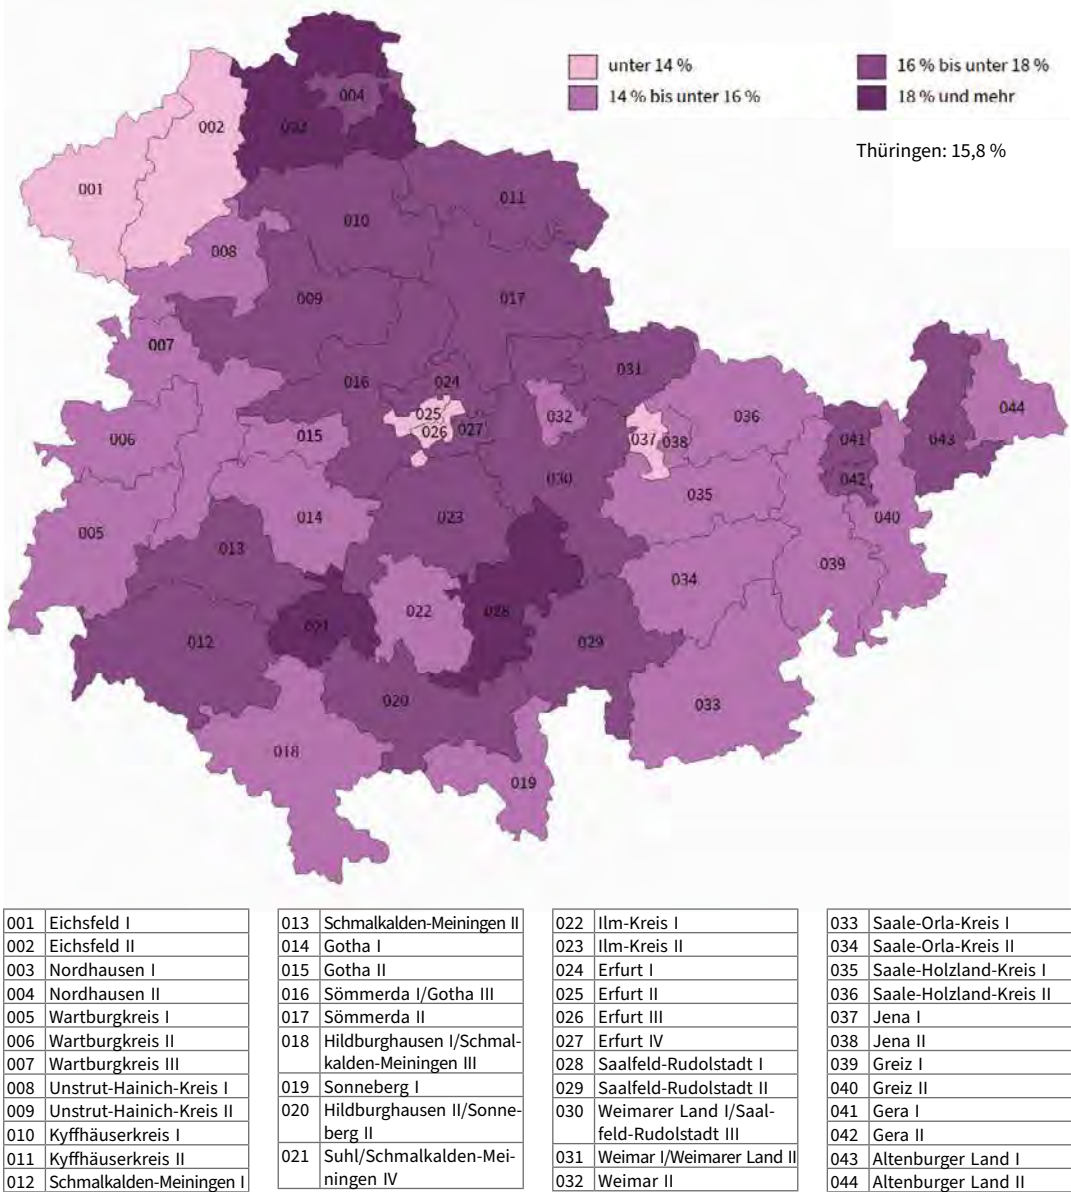 unter 14 %
14 % bis unter 16 %
16 % bis unter 18 %
18 % und mehr
Thüringen: 15,8 %
004
002
003
001
011
010
008
009
017
007
031
016
024
025
032
036
044
006
015
026
027
037
038
041
043
030
042
035
005
014
023
040
013
039
034
022
028
021
012
029
020
033
018
019
001 Eichsfeld I
002 Eichsfeld II
003 Nordhausen I
004 Nordhausen II
005 Wartburgkreis I
006 Wartburgkreis II
007 Wartburgkreis III
008 Unstrut-Hainich-Kreis I
009 Unstrut-Hainich-Kreis II
010 Kyffhäuserkreis I
011 Kyffhäuserkreis II
012 Schmalkalden-Meiningen I
013 Schmalkalden-Meiningen II
014 Gotha I
015 Gotha II
016 Sömmerda I/Gotha III
017 Sömmerda II
018 Hildburghausen I/Schmal-
kalden-Meiningen III
019 Sonneberg I
020 Hildburghausen II/Sonne-
berg II
021 Suhl/Schmalkalden-Mei-
ningen IV
022 Ilm-Kreis I
023 Ilm-Kreis II
024 Erfurt I
025 Erfurt II
026 Erfurt III
027 Erfurt IV
028 Saalfeld-Rudolstadt I
029 Saalfeld-Rudolstadt II
030 Weimarer Land I/Saal-
feld-Rudolstadt III
031 Weimar I/Weimarer Land II
032 Weimar II
033 Saale-Orla-Kreis I
034 Saale-Orla-Kreis II
035 Saale-Holzland-Kreis I
036 Saale-Holzland-Kreis II
037 Jena I
038 Jena II
039 Greiz I
040 Greiz II
041 Gera I
042 Gera II
043 Altenburger Land I
044 Altenburger Land II